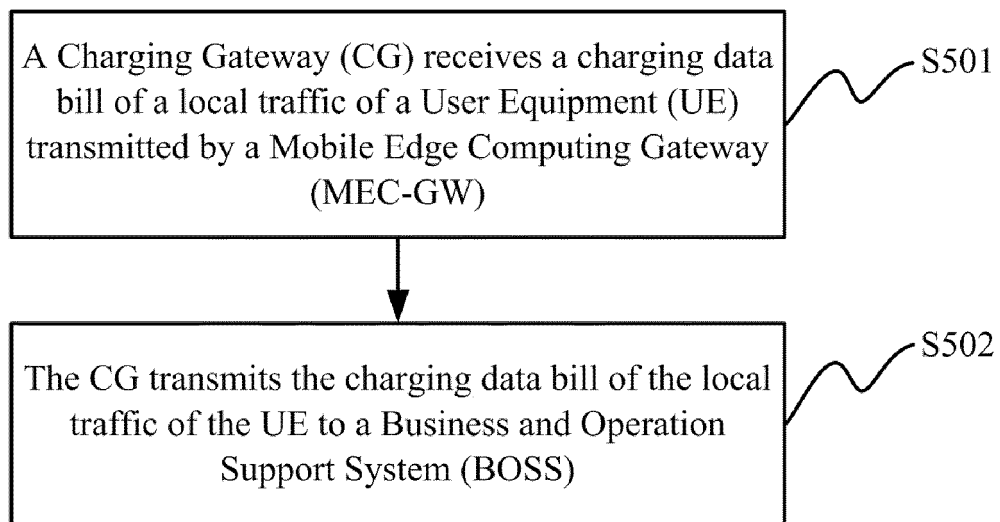 A Charging Gateway (CG) receives a charging data
bill of a local traffic of a User Equipment (UE)
transmitted by a Mobile Edge Computing Gateway
(MEC-GW)
S501
The CG transmits the charging data bill of the local
traffic of the UE to a Business and Operation
Support System (BOSS)
S502